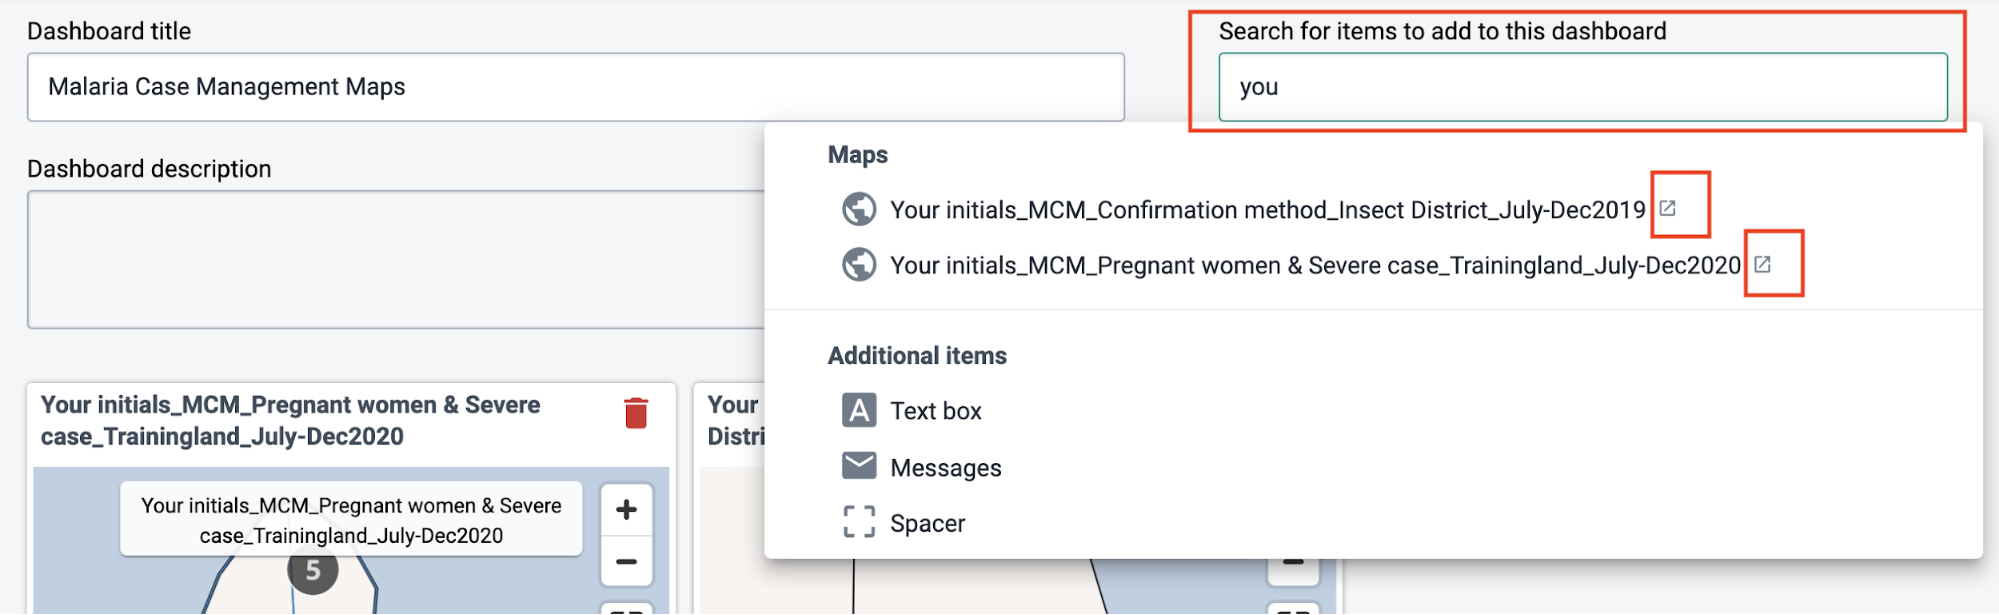 Dashboard title
Malaria Case Management Maps
Search for items to add to this dashboard
you
Dashboard description
Maps
Your initials_MCM_Confirmation method_Insect District_July-Dec2019
Your initials_MCM_Pregnant women & Severe case_Trainingland_July-Dec2020
Additional items
A Text box
Messages
Spacer
Your initials_MCM_Pregnant women & Severe
case_Trainingland_July-Dec2020
Your
Distri
Your initials_MCM_Pregnant women & Severe
case_Trainingland_July-Dec2020
+
−
5
−